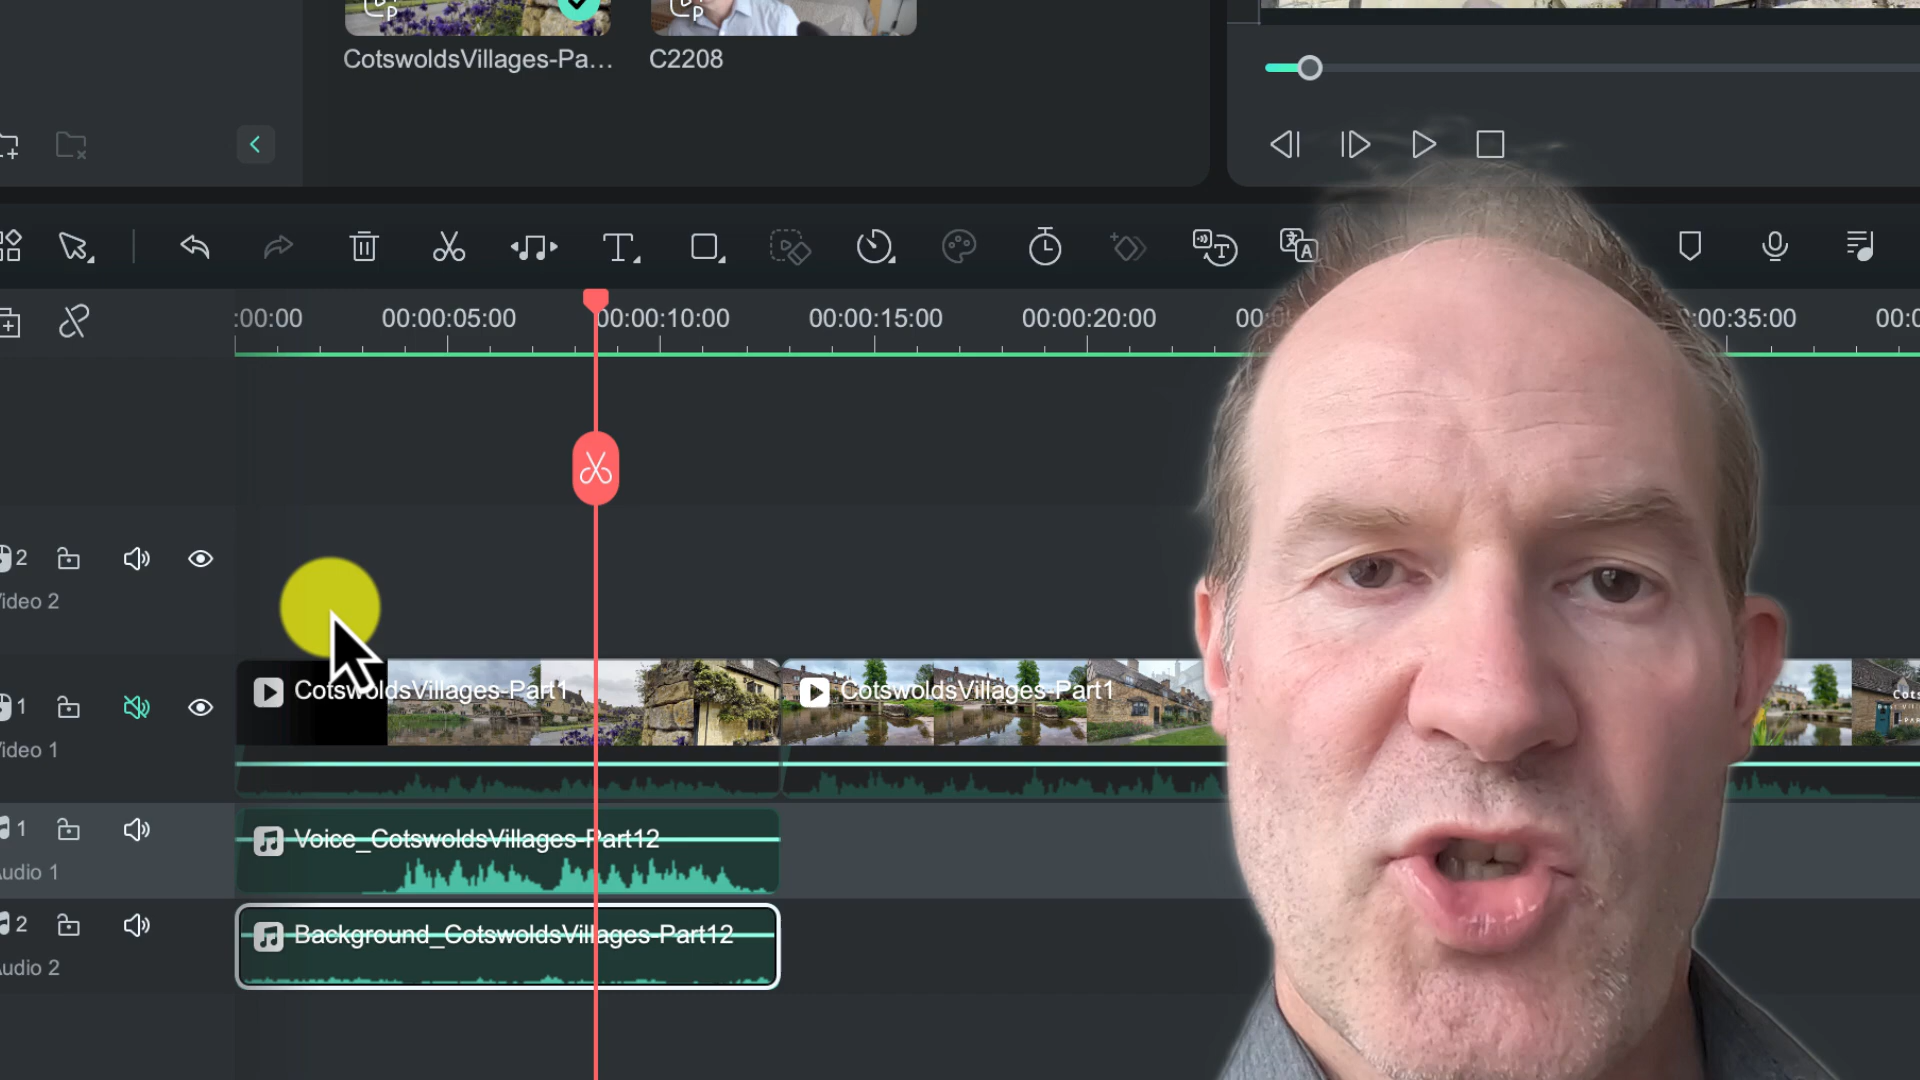 CotswoldsVillages-Pa...
C2208
:00:00
00:00:05:00
00:00:10:00
00:00:15:00
00:00:20:00
:00:35:00
2
ideo 2
CotswoldsVillages-Part1
CotswoldsVillages-Part1
1
ideo 1
1
Voice_CotswoldsVillages-Part12
udio 1
2
Background_CotswoldsVillages-Part12
udio 2